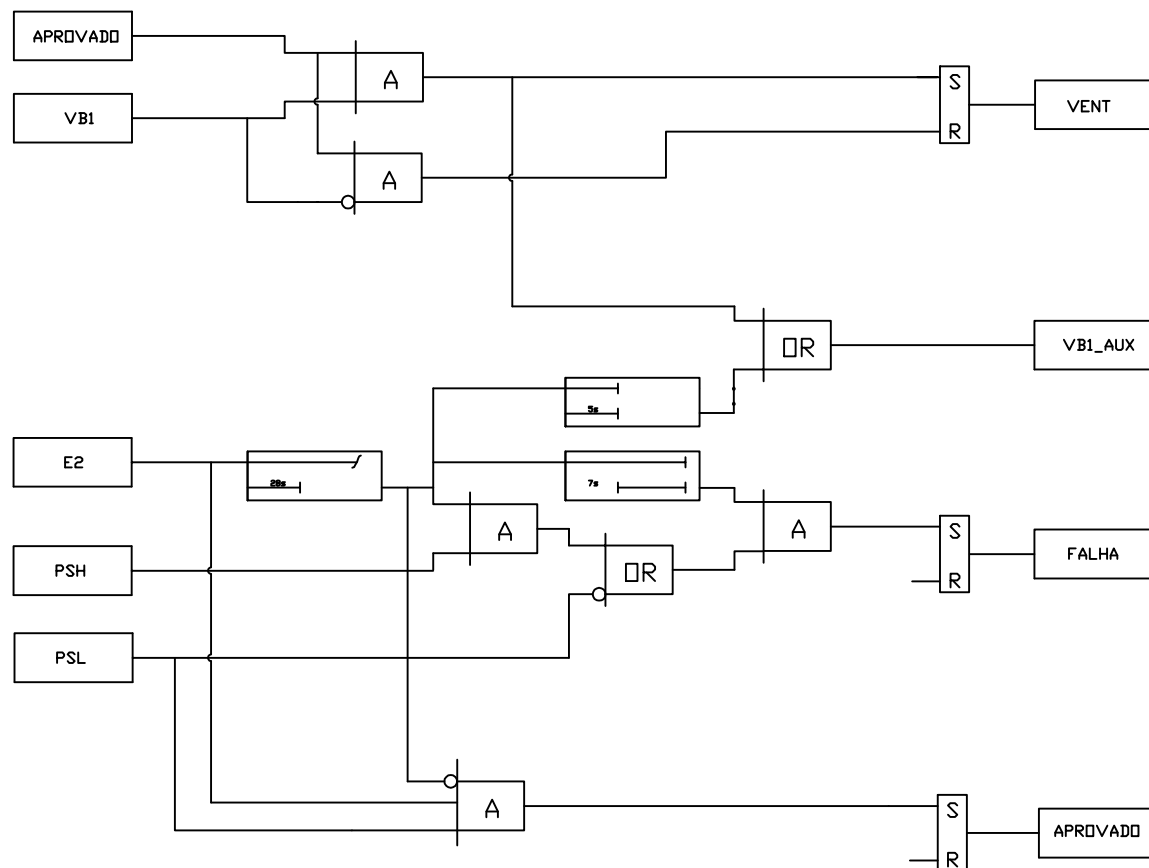 APROVADO
A
S
VENT
VB1
R
A
OR
VB1_AUX
5s
E2
20s
7s
A
A
S
FALHA
PSH
OR
R
PSL
A
S
APROVADO
R